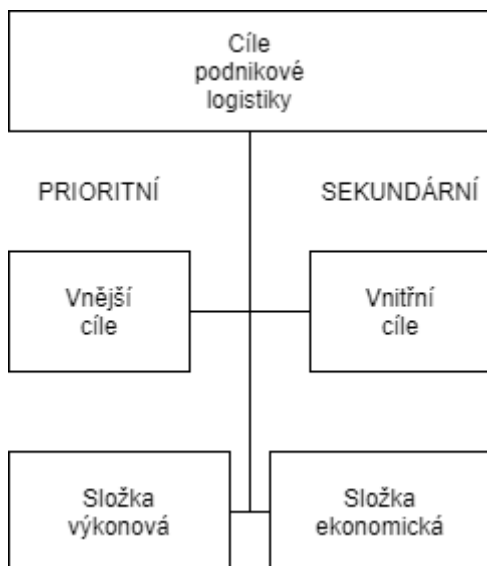 Cíle
podnikové
logistiky
PRIORITNÍ
SEKUNDÁRNÍ
Vnější
cíle
Vnitřní
cíle
Složka
výkonová
Složka
ekonomická